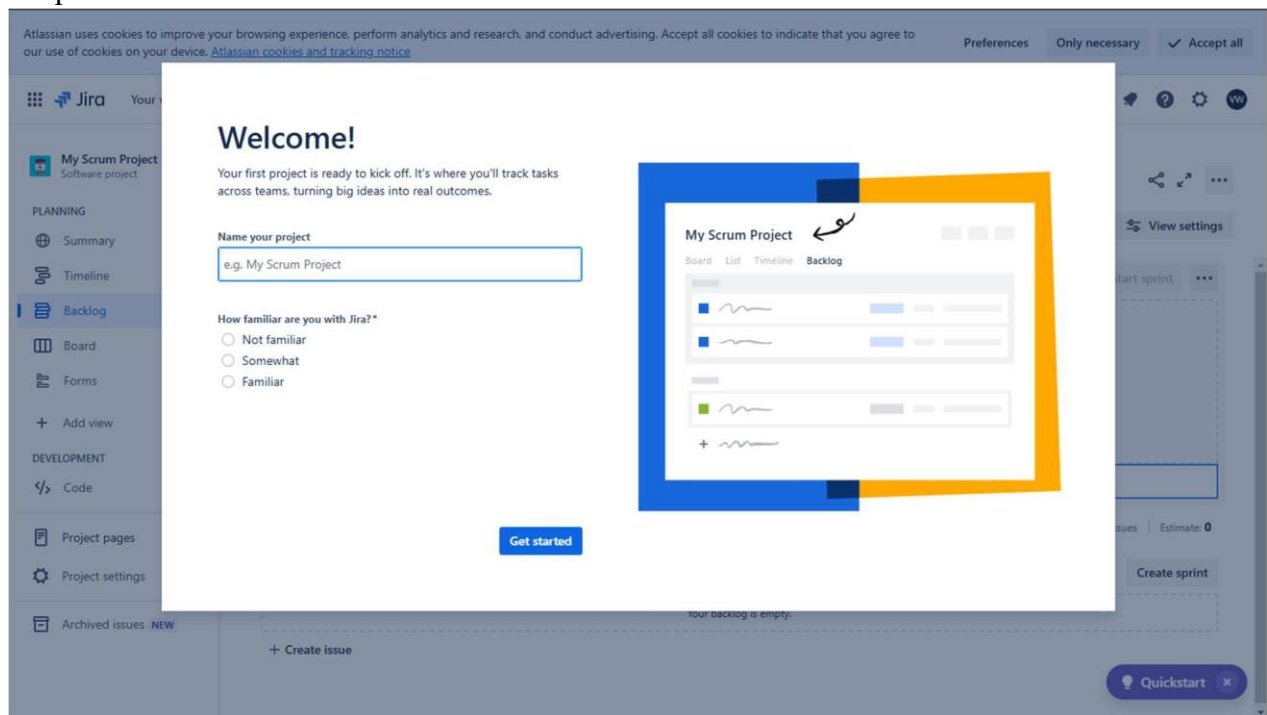 Atlassian uses cookies to improve your browsing experience, perform analytics and research, and conduct advertising. Accept all cookies to indicate that you agree to
our use of cookies on your device. Atlassian cookies and tracking notice
Preferences
Only necessary
Accept all
Jira
Your
VW
My Scrum Project
Software project
PLANNING
Summary
Timeline
Backlog
Board
Forms
Add view
DEVELOPMENT
Code
Project pages
Project settings
Archived issues NEW
Welcome!
Your first project is ready to kick off. It's where you'll track tasks
across teams, turning big ideas into real outcomes.
Name your project
e.g. My Scrum Project
How familiar are you with Jira?*
Not familiar
Somewhat
Familiar
Get started
My Scrum Project
Board List Timeline Backlog
View settings
sprint
Estimate: 0
Create sprint
Your backlog is empty.
+ Create issue
Quickstart